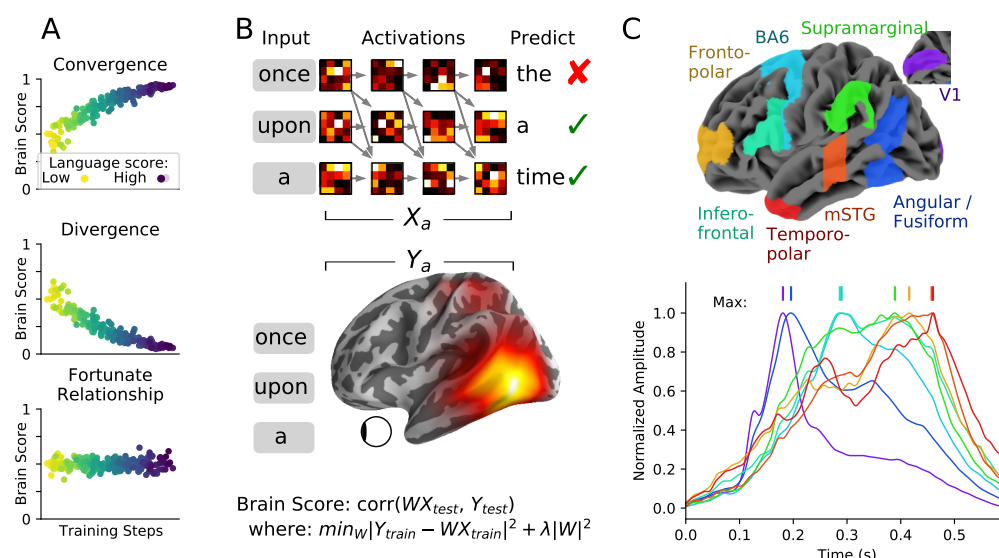 A
Convergence
1
Brain Score
Language score:
Low High
0
Divergence
1
Brain Score
0
Fortunate
Relationship
1
Brain Score
0
Training Steps
B
Input Activations Predict
once the ✘
upon a ✓
a time ✓
Xₐ
Yₐ
once
upon
a
Brain Score: corr(WX_test, Y_test)
where: min_W|Y_train − WX_train|² + λ|W|²
C
Supramarginal
BA6
Fronto-
polar
V1
Infero-
frontal
mSTG
Temporo-
polar
Angular /
Fusiform
Max:
Normalized Amplitude
1.0
0.8
0.6
0.4
0.2
0.0
0.0 0.1 0.2 0.3 0.4 0.5
Time (s)